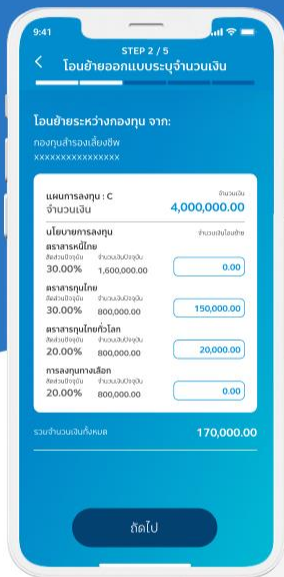 9:41
STEP 2 / 5
โอนย้ายออกแบบระบุจำนวนเงิน
โอนย้ายระหว่างกองทุน จาก:
กองทุนสำรองเลี้ยงชีพ
xxxxxxxxxxxxxxxx
แผนการลงทุน : C
จำนวนเงิน
จำนวนเงิน
4,000,000.00
นโยบายการลงทุน
จำนวนเงินโอนย้าย
ตราสารหนี้ไทย
สัดส่วนปัจจุบัน จำนวนเงินปัจจุบัน
30.00% 1,600,000.00
0.00
ตราสารทุนไทย
สัดส่วนปัจจุบัน จำนวนเงินปัจจุบัน
30.00% 800,000.00
150,000.00
ตราสารทุนไทยทั่วโลก
สัดส่วนปัจจุบัน จำนวนเงินปัจจุบัน
20.00% 800,000.00
20,000.00
การลงทุนทางเลือก
สัดส่วนปัจจุบัน จำนวนเงินปัจจุบัน
20.00% 800,000.00
0.00
รวมจำนวนเงินทั้งหมด 170,000.00
ถัดไป